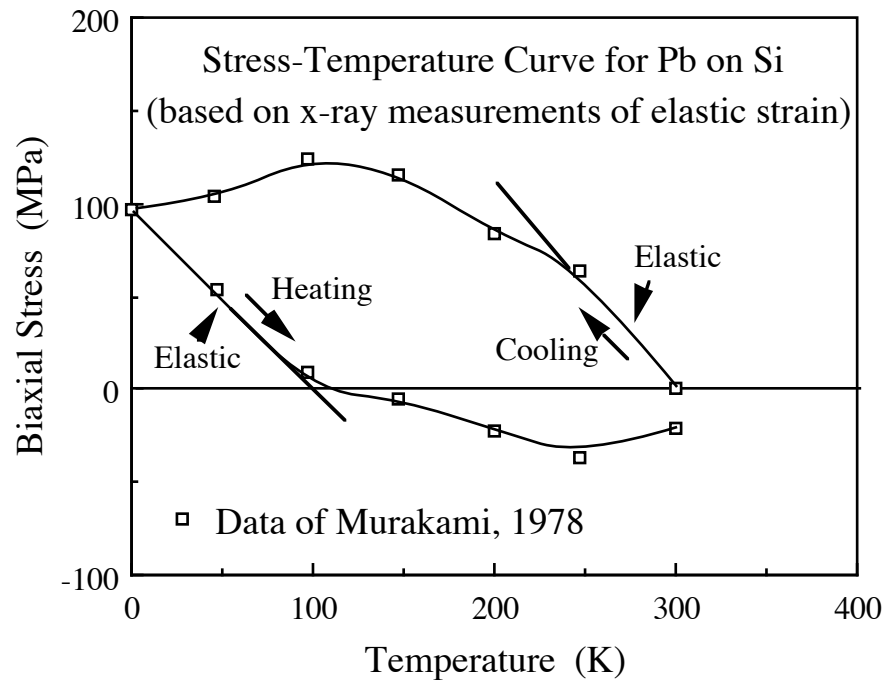 Stress-Temperature Curve for Pb on Si
(based on x-ray measurements of elastic strain)
200
100
0
-100
Biaxial Stress (MPa)
Elastic
Heating
Elastic
Cooling
Data of Murakami, 1978
0
100
200
300
400
Temperature (K)